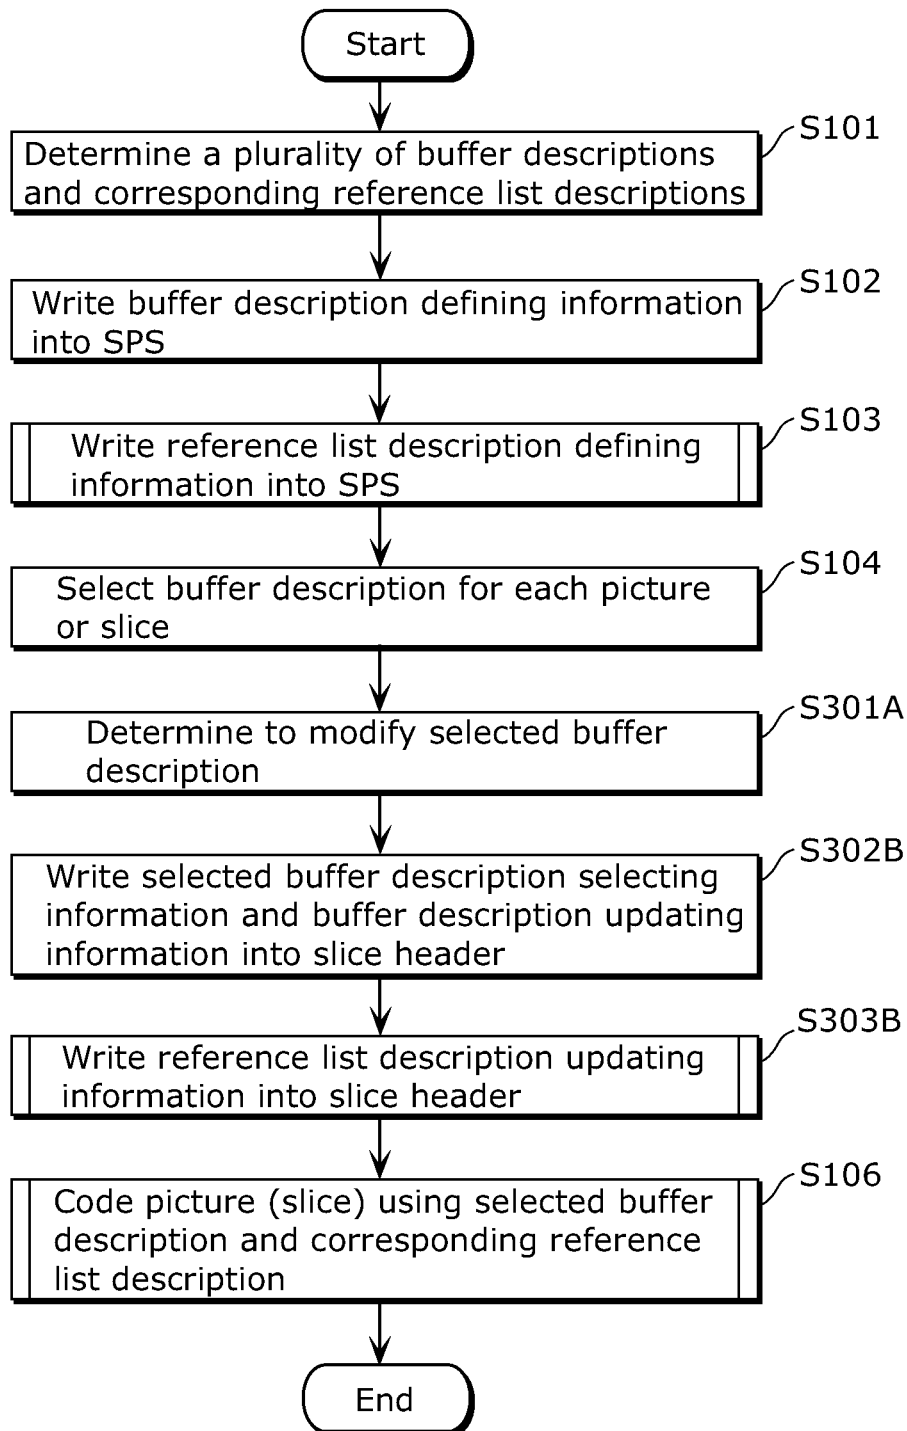 Start
S101
Determine a plurality of buffer descriptions
and corresponding reference list descriptions
S102
Write buffer description defining information
into SPS
S103
Write reference list description defining
information into SPS
S104
Select buffer description for each picture
or slice
S301A
Determine to modify selected buffer
description
S302B
Write selected buffer description selecting
information and buffer description updating
information into slice header
S303B
Write reference list description updating
information into slice header
S106
Code picture (slice) using selected buffer
description and corresponding reference
list description
End